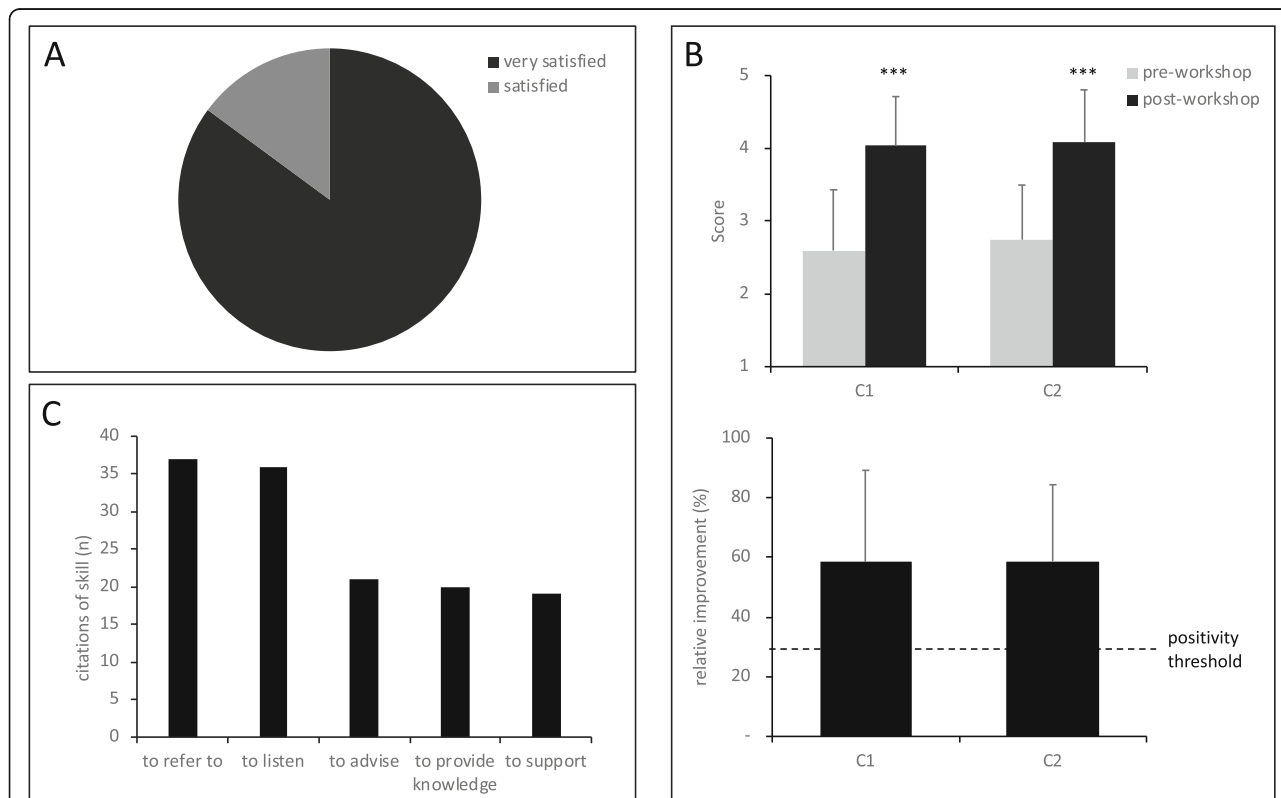 A
very satisfied
satisfied
B
5
4
3
2
1
Score
***
***
pre-workshop
post-workshop
C1
C2
C
40
35
30
25
20
15
10
5
0
citations of skill (n)
to refer to
to listen
to advise
to provide
knowledge
to support
100
80
60
40
20
-
relative improvement (%)
positivity
threshold
C1
C2